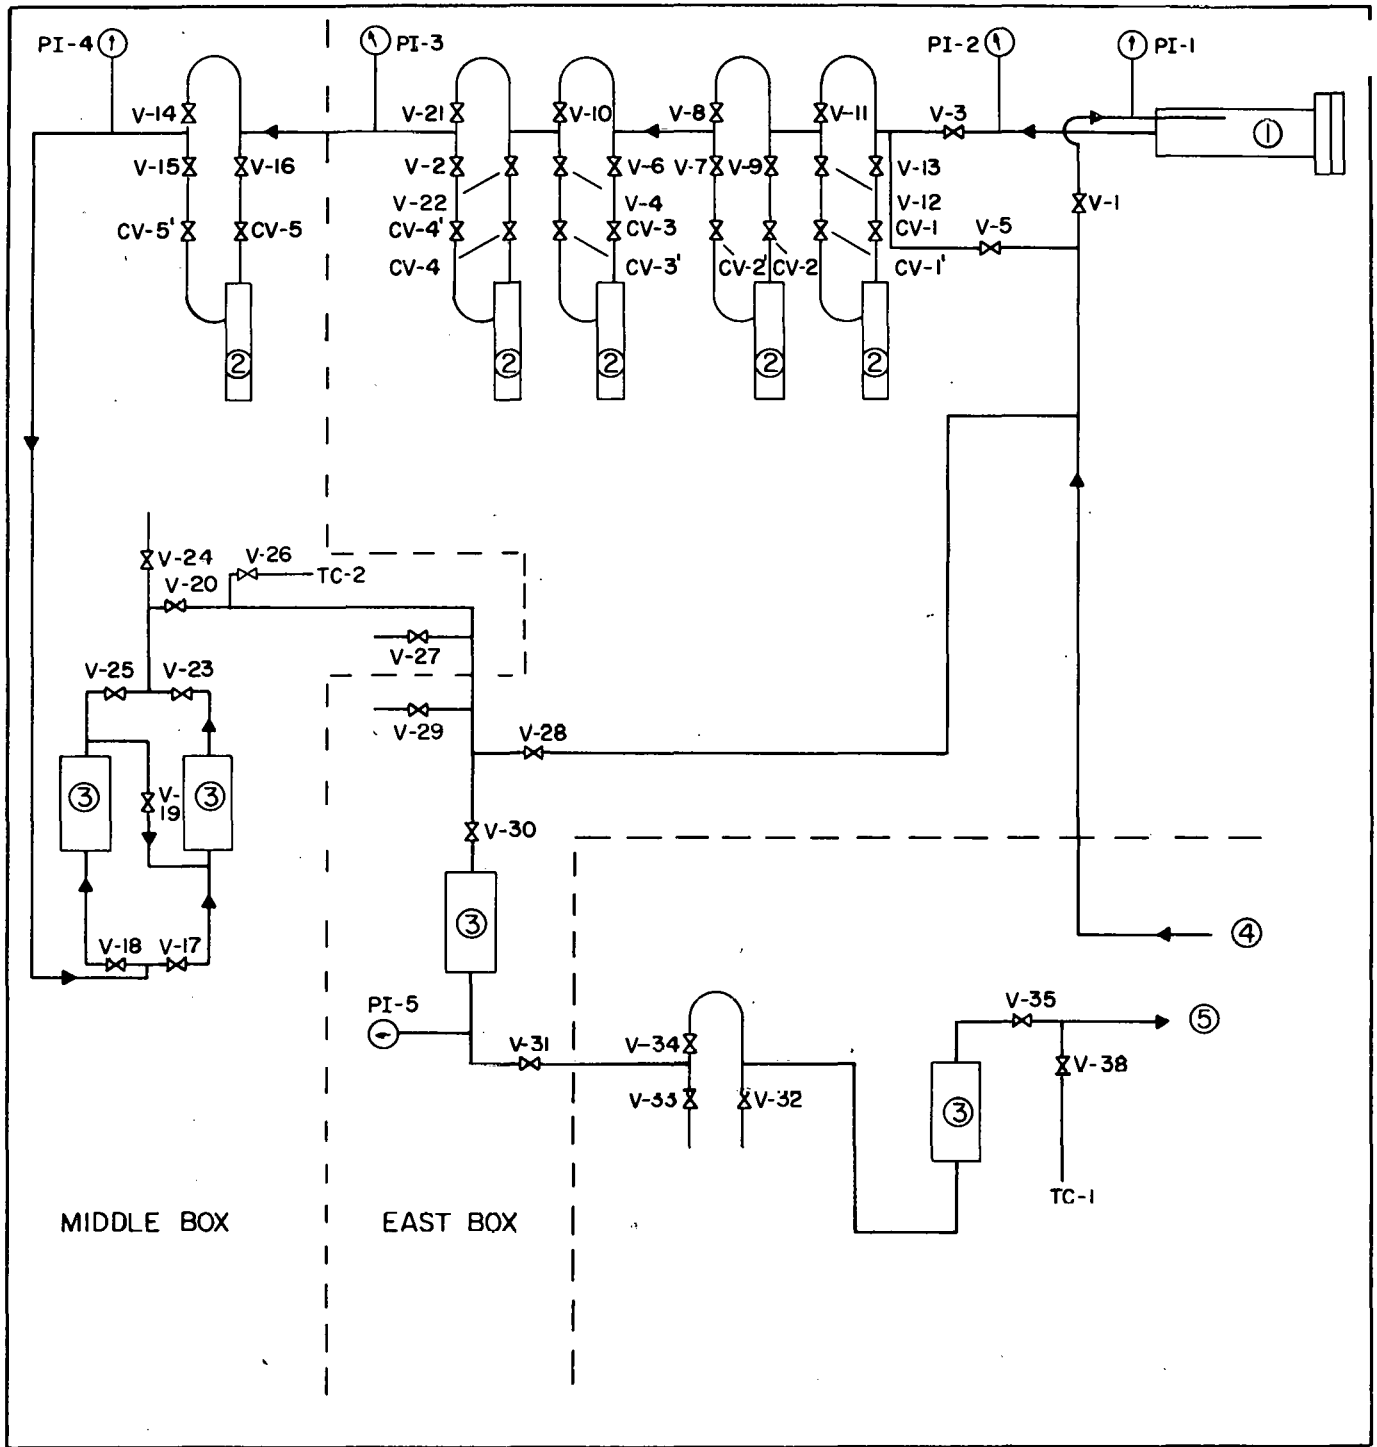 PI-4
PI-3
PI-2
PI-1
V-14
V-21
V-10
V-8
V-11
V-3
①
V-15
V-16
V-2
V-6
V-7
V-9
V-13
V-22
V-4
V-12
V-1
CV-5'
CV-5
CV-4'
CV-3
CV-1
V-5
CV-4
CV-3'
CV-2'
CV-2
CV-1'
②
②
②
②
②
V-24
V-26
TC-2
V-20
V-27
V-25
V-23
V-29
V-28
③
V-
19
③
V-30
③
V-18
V-17
④
PI-5
V-31
V-34
V-35
⑤
V-38
V-33
V-32
③
TC-1
MIDDLE BOX
EAST BOX